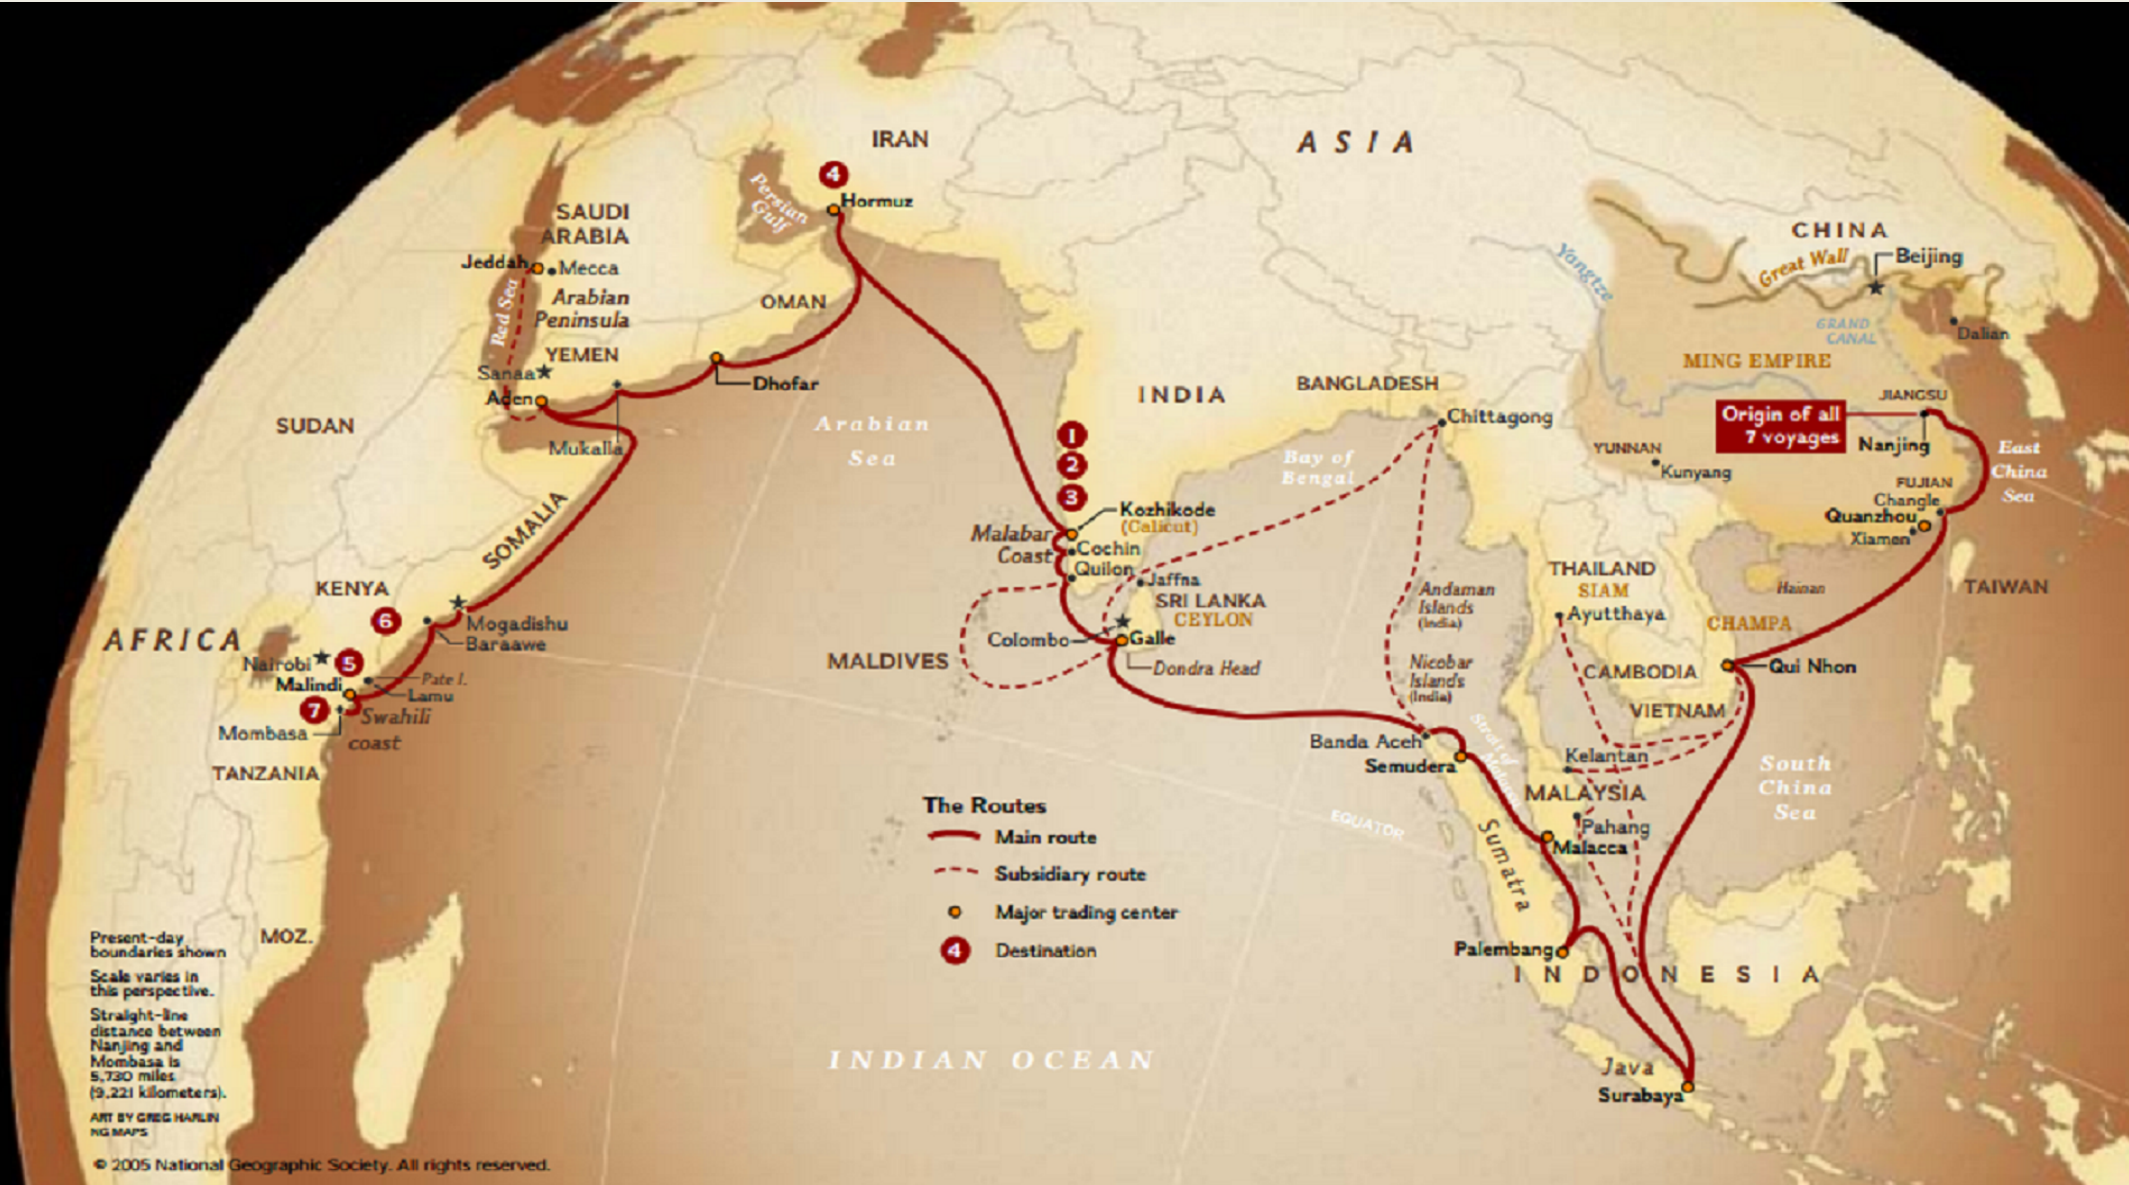 IRAN
ASIA
4
Hormuz
Persian
Gulf
SAUDI
ARABIA
Jeddah
Mecca
Red Sea
Arabian
Peninsula
OMAN
YEMEN
Sanaa
Aden
Dhofar
Mukalla
SUDAN
Arabian
Sea
INDIA
BANGLADESH
Chittagong
Bay of
Bengal
CHINA
Great Wall
Beijing
Yangtze
GRAND
CANAL
Dalian
MING EMPIRE
JIANGSU
Origin of all
7 voyages
Nanjing
YUNNAN
Kunyang
East
China
Sea
FUJIAN
Changle
Quanzhou
Xiamen
1
2
3
Kozhikode
(Calicut)
Malabar
Coast
Cochin
Quilon
Jaffna
SRI LANKA
CEYLON
Colombo
Galle
Dondra Head
MALDIVES
Andaman
Islands
(India)
Nicobar
Islands
(India)
THAILAND
SIAM
Ayutthaya
Hainan
TAIWAN
CHAMPA
CAMBODIA
Qui Nhon
VIETNAM
SOMALIA
KENYA
6
Mogadishu
Baraawe
AFRICA
Nairobi
5
Malindi
Pate I.
Lamu
7
Swahili
coast
Mombasa
TANZANIA
Banda Aceh
Semudera
Strait of
Kelantan
MALAYSIA
Pahang
Malacca
South
China
Sea
EQUATOR
Sumatra
Palembang
INDONESIA
Java
Surabaya
The Routes
Main route
Subsidiary route
Major trading center
4 Destination
INDIAN OCEAN
MOZ.
Present-day
boundaries shown
Scale varies in
this perspective.
Straight-line
distance between
Nanjing and
Mombasa is
5,730 miles
(9,221 kilometers).
ART BY GREG HARLIN
NG MAPS
© 2005 National Geographic Society. All rights reserved.